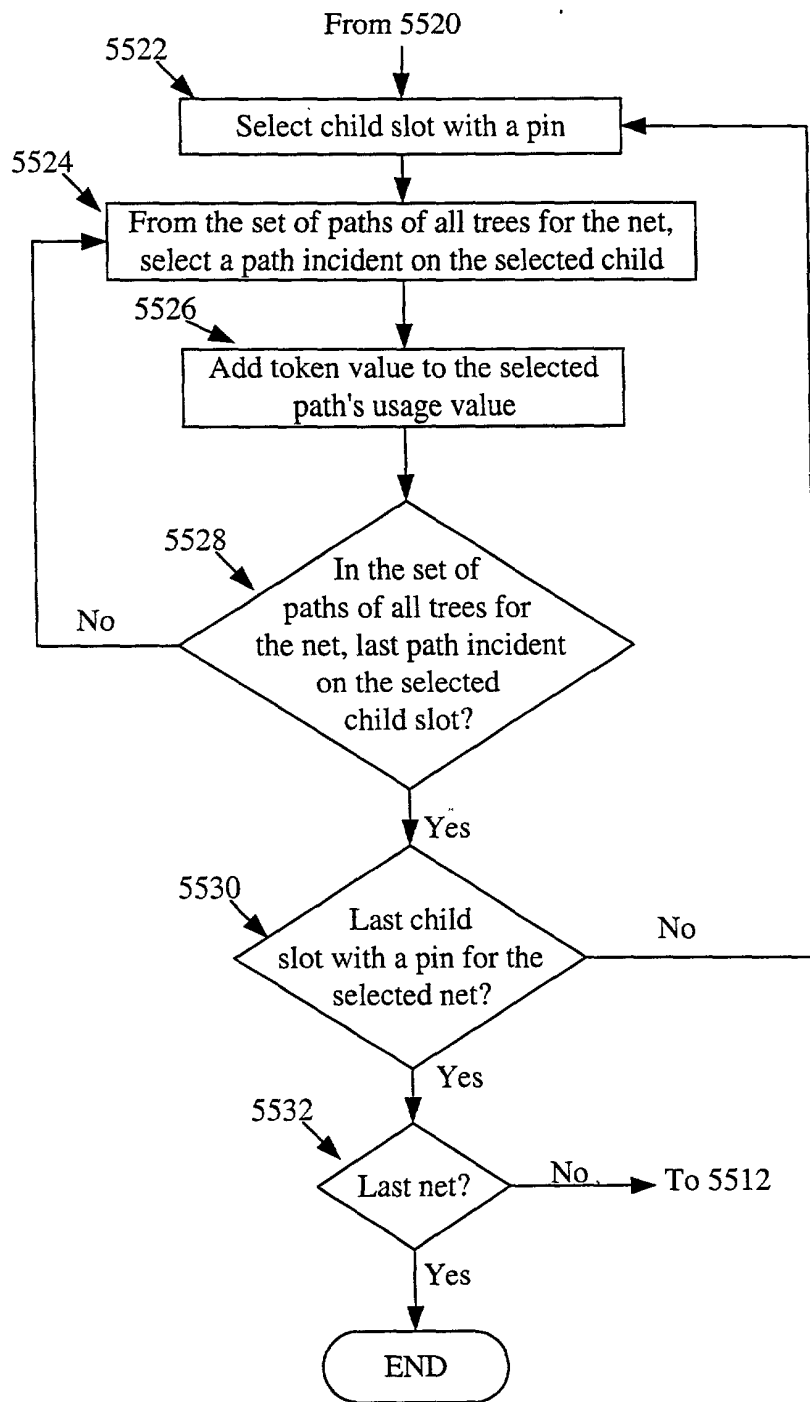 From 5520
5522
Select child slot with a pin
5524
From the set of paths of all trees for the net,
select a path incident on the selected child
5526
Add token value to the selected
path's usage value
5528
In the set of
paths of all trees for
the net, last path incident
on the selected
child slot?
No
Yes
5530
Last child
slot with a pin for the
selected net?
No
Yes
5532
Last net?
No
To 5512
Yes
END